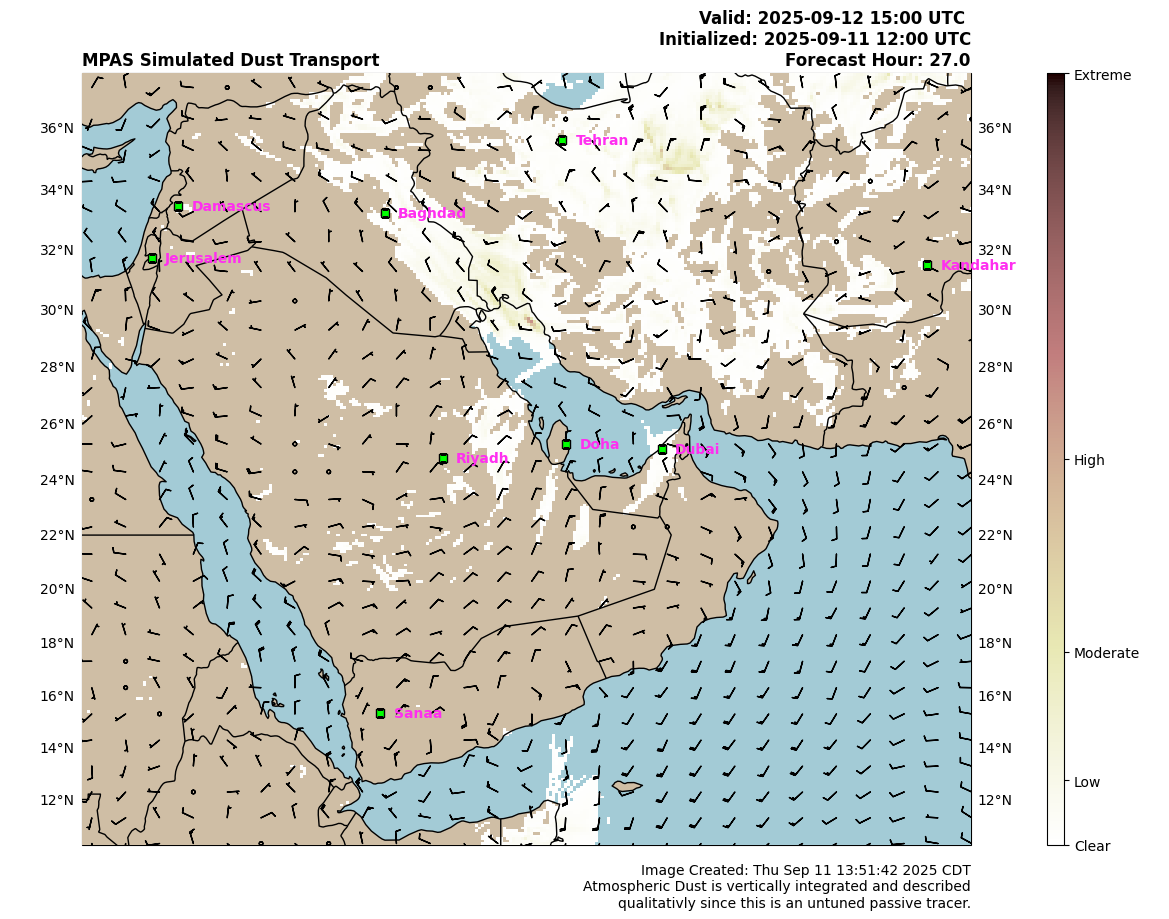 Valid: 2025-09-12 15:00 UTC
Initialized: 2025-09-11 12:00 UTC
MPAS Simulated Dust Transport Forecast Hour: 27.0
Extreme
36°N 36°N
Tehran
34°N 34°N
Damascus
Baghdad
32°N 32°N
Jerusalem
Kandahar
30°N 30°N
28°N 28°N
26°N 26°N
Doha
Dubai
Riyadh
High
24°N 24°N
22°N 22°N
20°N 20°N
18°N 18°N
Moderate
16°N 16°N
Sanaa
14°N 14°N
Low
12°N 12°N
Clear
Image Created: Thu Sep 11 13:51:42 2025 CDT
Atmospheric Dust is vertically integrated and described
qualitativly since this is an untuned passive tracer.